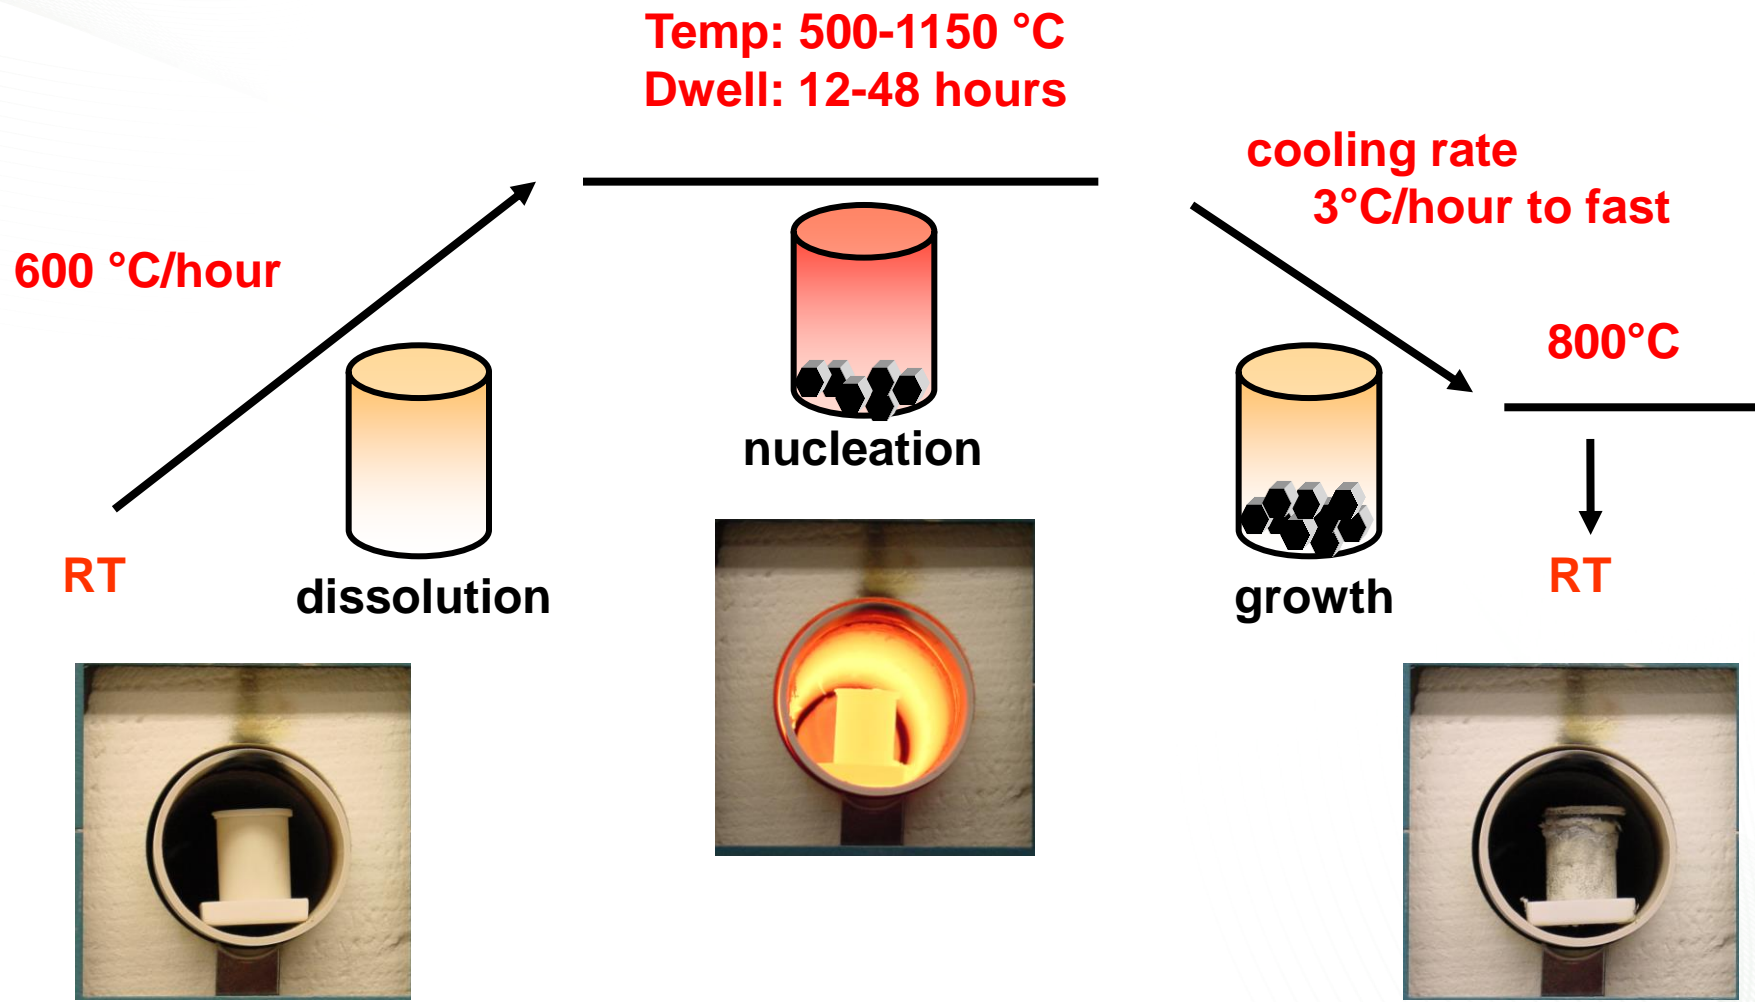 Temp: 500-1150 °C
Dwell: 12-48 hours
cooling rate
3°C/hour to fast
600 °C/hour
800°C
nucleation
RT
dissolution
growth
RT